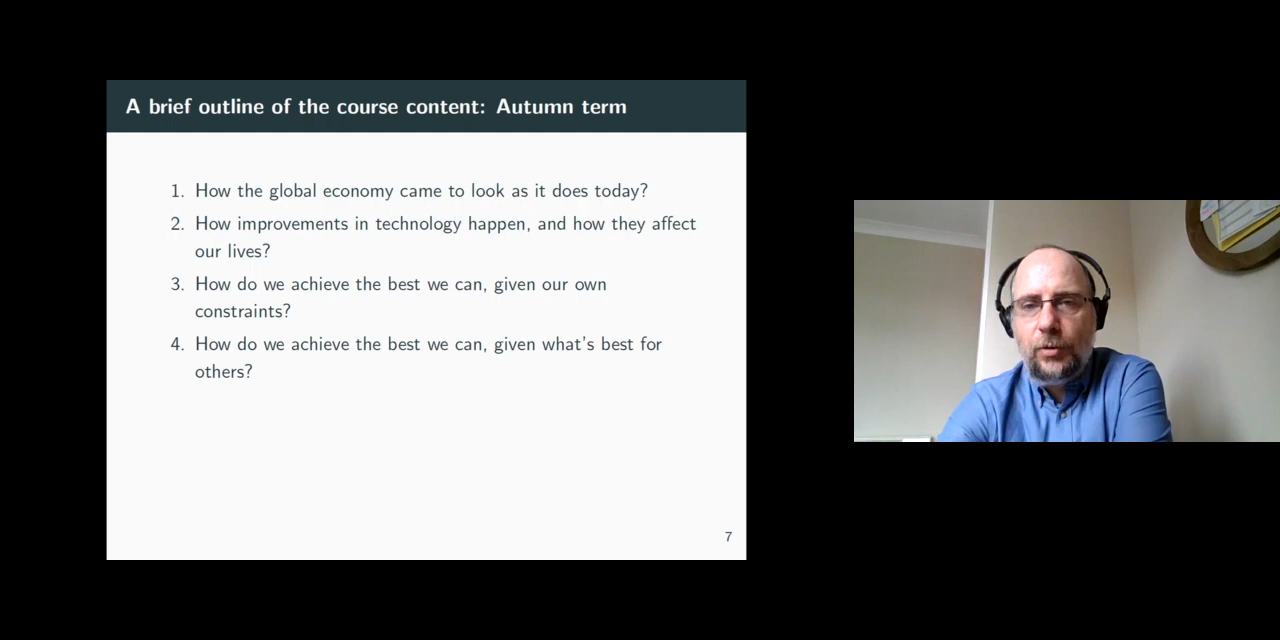 A brief outline of the course content: Autumn term
1. How the global economy came to look as it does today?
2. How improvements in technology happen, and how they affect
our lives?
3. How do we achieve the best we can, given our own
constraints?
4. How do we achieve the best we can, given what's best for
others?
7